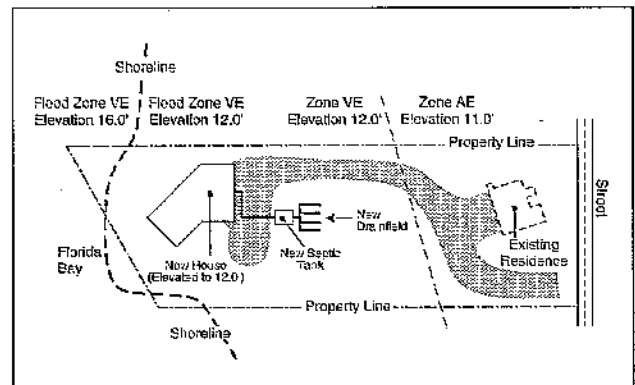 Shoreline
Flood Zone VE
Elevation 16.0'
Flood Zone VE
Elevation 12.0'
Zone VE
Elevation 12.0'
Zone AE
Elevation 11.0'
Property Line
Street
New
Drainfield
New Septic
Tank
Existing
Residence
Florida
Bay
New House
(Elevated to 12.0')
Property Line
Shoreline